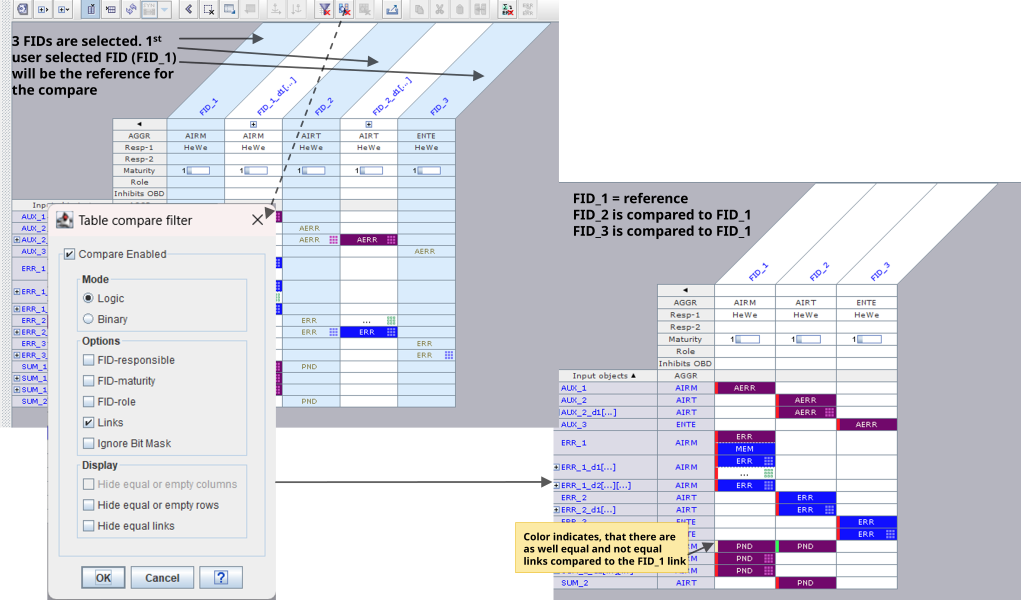 3 FIDs are selected. 1st
user selected FID (FID_1)
will be the reference for
the compare
FID_1
FID_1_d1[...]
FID_2
FID_2_d1[...]
FID_3
AGGR AIRM AIRM AIRT AIRT ENTE
Resp-1 HeWe HeWe HeWe HeWe
Resp-2
Maturity 1 1 1 1
Role
Inhibits OBD
AUX_1
AUX_2 AERR
AUX_2 AERR AERR
AUX_3 AERR
ERR_1
ERR_1
ERR_1
ERR_2 ERR ...
ERR_2 ERR ERR
ERR_3 ERR
ERR_3 ERR
SUM_1 PND
SUM_1
SUM_1
SUM_2 PND
Table compare filter
Compare Enabled
Mode
Logic
Binary
Options
FID-responsible
FID-maturity
FID-role
Links
Ignore Bit Mask
Display
Hide equal or empty columns
Hide equal or empty rows
Hide equal links
OK Cancel ?
FID_1 = reference
FID_2 is compared to FID_1
FID_3 is compared to FID_1
FID_1
FID_2
FID_3
AGGR AIRM AIRT ENTE
Resp-1 HeWe HeWe HeWe
Resp-2
Maturity 1 1 1
Role
Inhibits OBD
Input objects AGGR
AUX_1 AIRM AERR
AUX_2 AIRT AERR
AUX_2_d1[...] AIRT AERR
AUX_3 ENTE AERR
ERR_1 AIRM ERR
MEM
ERR_1_d1[...] AIRM ERR
...
ERR_1_d2[...][...] AIRM ERR
ERR_2 AIRT ERR
ERR_2_d1[...] AIRT ERR
ERR
ERR
PND PND
PND
PND
SUM_2 AIRT PND
Color indicates, that there are
as well equal and not equal
links compared to the FID_1 link